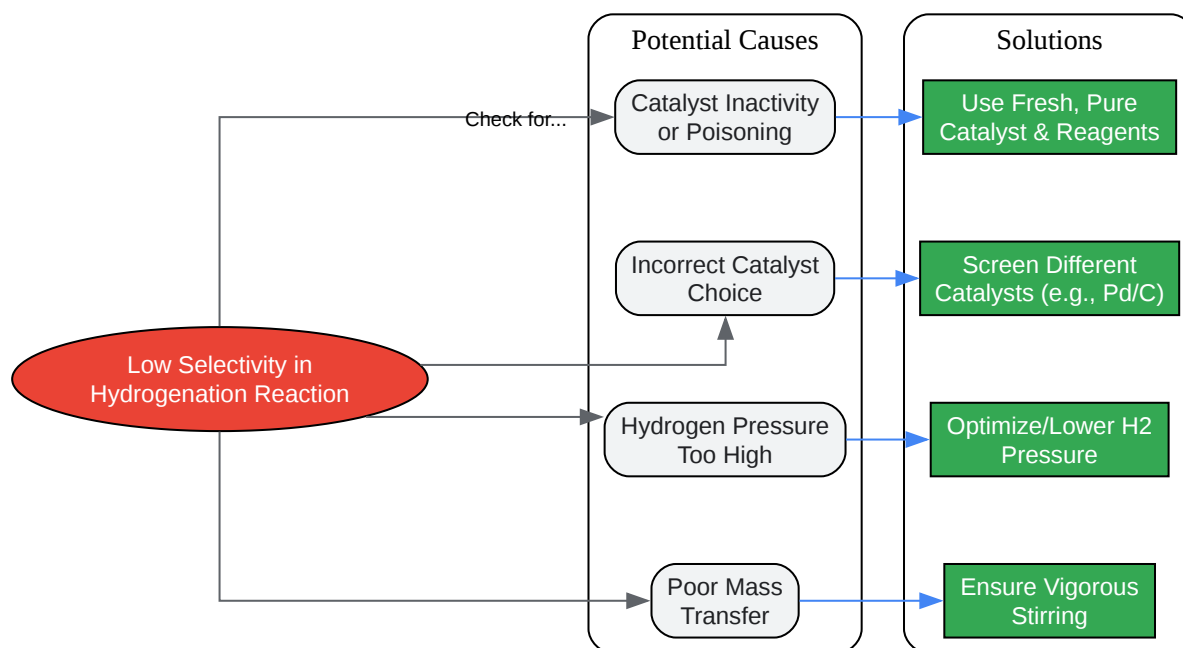 Potential Causes
Solutions
Check for...
Catalyst Inactivity
or Poisoning
Use Fresh, Pure
Catalyst & Reagents
Incorrect Catalyst
Choice
Screen Different
Catalysts (e.g., Pd/C)
Low Selectivity in
Hydrogenation Reaction
Hydrogen Pressure
Too High
Optimize/Lower H2
Pressure
Poor Mass
Transfer
Ensure Vigorous
Stirring